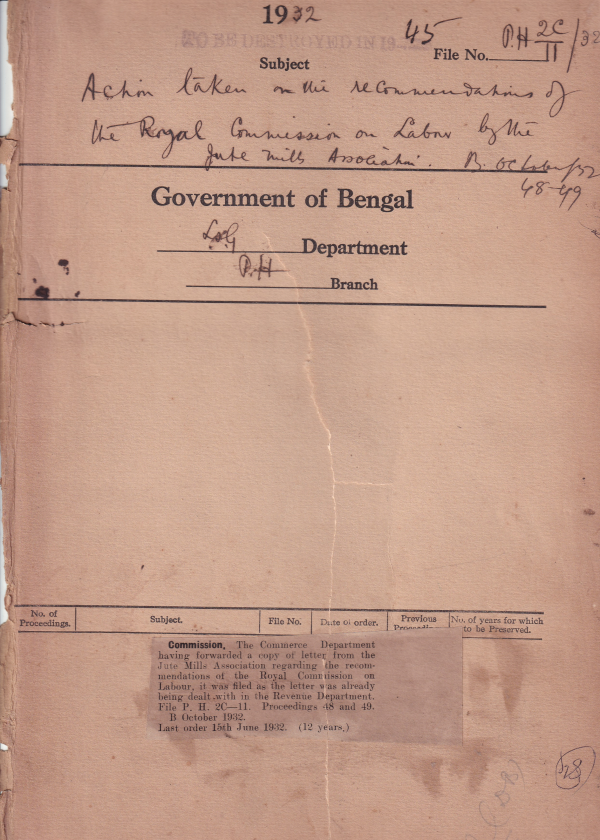 1932
TO BE DESTROYED IN 19
45
File No. P.H 2C/11/32
Subject
Action taken on the recommendations of
the Royal Commission on Labour by the
Jute Mills Association. B. October/32
48-49
Government of Bengal
LSG Department
P.H Branch
No. of Proceedings. Subject. File No. Date of order. Previous No. of years for which to be Preserved.
Commission, The Commerce Department
having forwarded a copy of letter from the
Jute Mills Association regarding the recom-
mendations of the Royal Commission on
Labour, it was filed as the letter was already
being dealt with in the Revenue Department.
File P. H. 2C—11. Proceedings 48 and 49.
B October 1932.
Last order 15th June 1932. (12 years.)